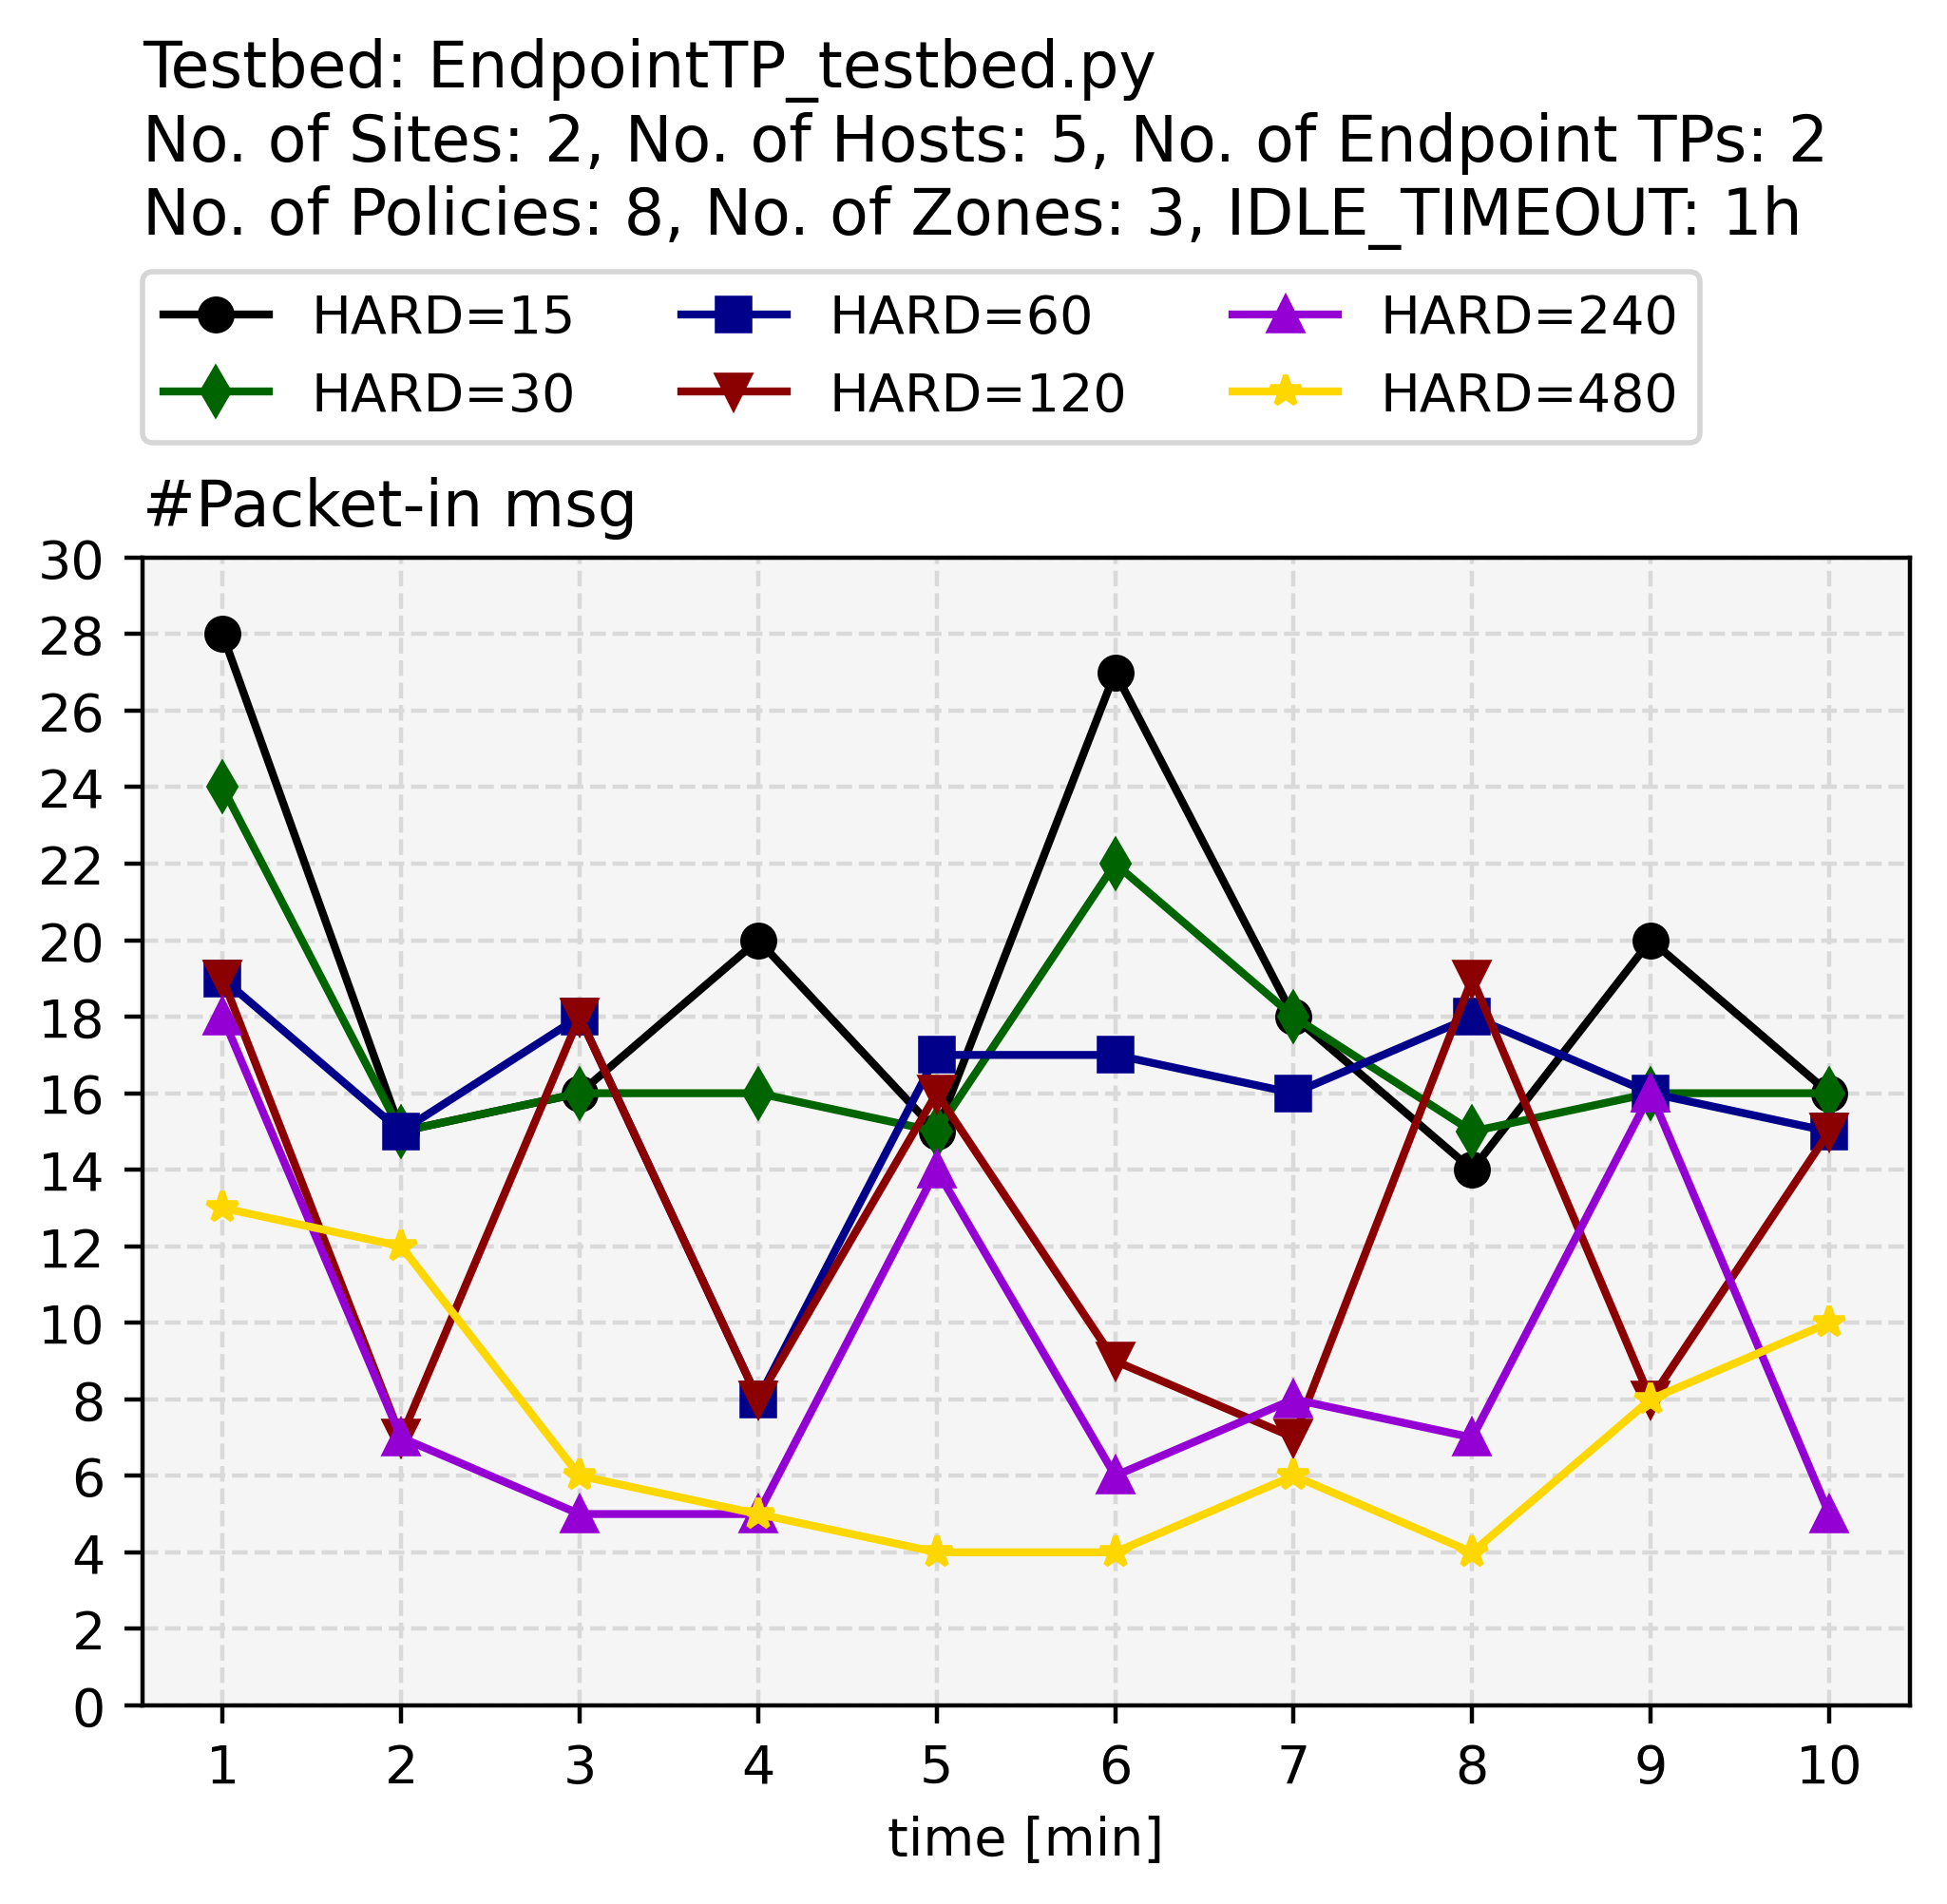 Testbed: EndpointTP_testbed.py
No. of Sites: 2, No. of Hosts: 5, No. of Endpoint TPs: 2
No. of Policies: 8, No. of Zones: 3, IDLE_TIMEOUT: 1h
HARD=15 HARD=60 HARD=240
HARD=30 HARD=120 HARD=480
#Packet-in msg
30
28
26
24
22
20
18
16
14
12
10
8
6
4
2
0
1 2 3 4 5 6 7 8 9 10
time [min]